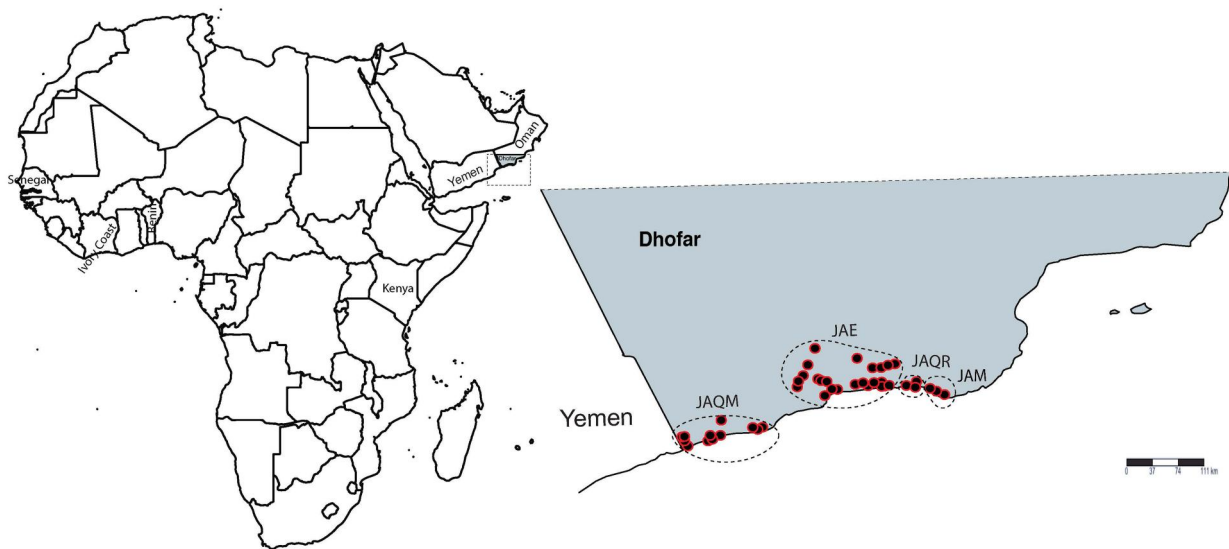 Oman
Dhofar
Yemen
Senegal
Benin
Ivory Coast
Kenya
Dhofar
JAE
JAQR
JAM
JAQM
Yemen
0 37 74 111 km